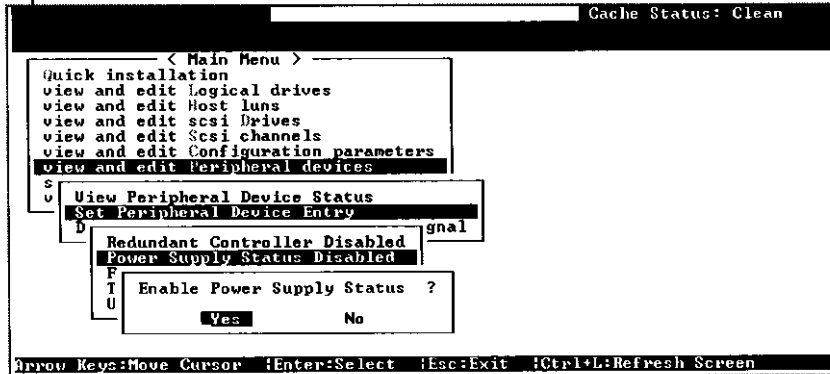 Cache Status: Clean
< Main Menu >
Quick installation
view and edit Logical drives
view and edit Host luns
view and edit scsi Drives
view and edit Scsi channels
view and edit Configuration parameters
view and edit Peripheral devices
s
v
View Peripheral Device Status
Set Peripheral Device Entry
D gnal
Redundant Controller Disabled
Power Supply Status Disabled
F
T
U
Enable Power Supply Status ?
Yes No
Arrow Keys:Move Cursor |Enter:Select |Esc:Exit |Ctrl+L:Refresh Screen